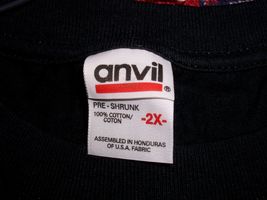 anvil®
PRE-SHRUNK
100% COTTON/
COTON
-2X-
ASSEMBLED IN HONDURAS
OF U.S.A. FABRIC